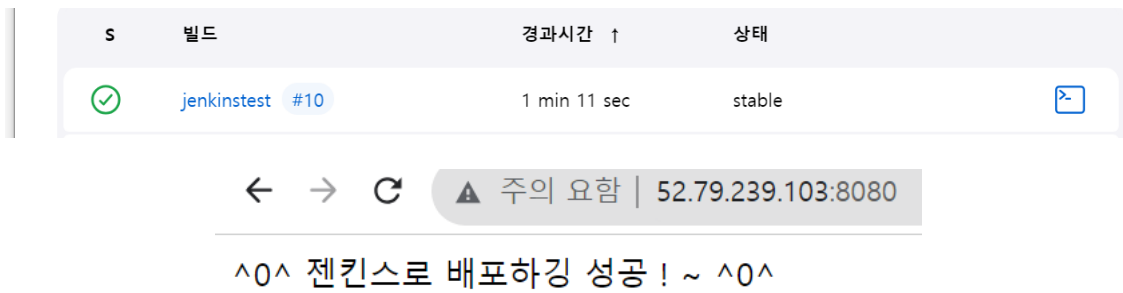 S 빌드 경과시간 ↑ 상태
jenkinstest #10 1 min 11 sec stable
주의 요함 | 52.79.239.103:8080
^0^ 젠킨스로 배포하깅 성공 ! ~ ^0^